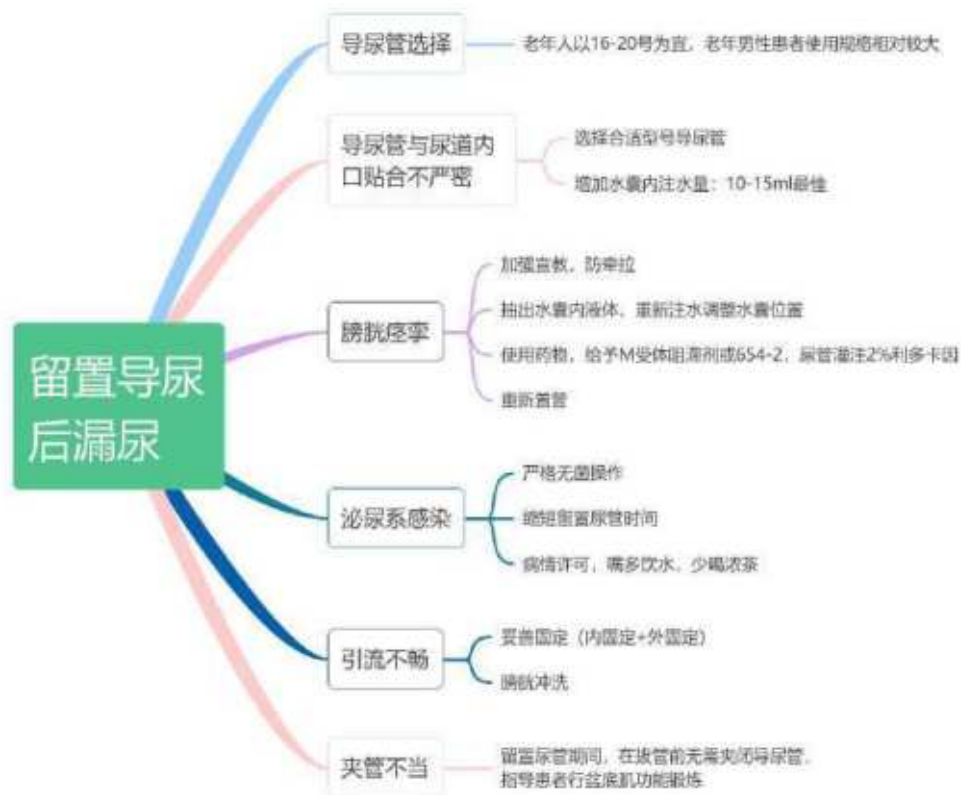 导尿管选择
老年人以16-20号为宜，老年男性患者使用规格相对较大
导尿管与尿道内
口贴合不严密
选择合适型号导尿管
增加水囊内注水量：10-15ml最佳
留置导尿
后漏尿
膀胱痉挛
加强宣教，防牵拉
抽出水囊内液体，重新注水调整水囊位置
使用药物，给予M受体阻滞剂或654-2，尿管灌注2%利多卡因
重新置管
泌尿系感染
严格无菌操作
缩短留置尿管时间
病情许可，嘱多饮水，少喝浓茶
引流不畅
妥善固定（内固定+外固定）
膀胱冲洗
夹管不当
留置尿管期间，在拔管前无需夹闭导尿管，
指导患者行盆底肌功能锻炼